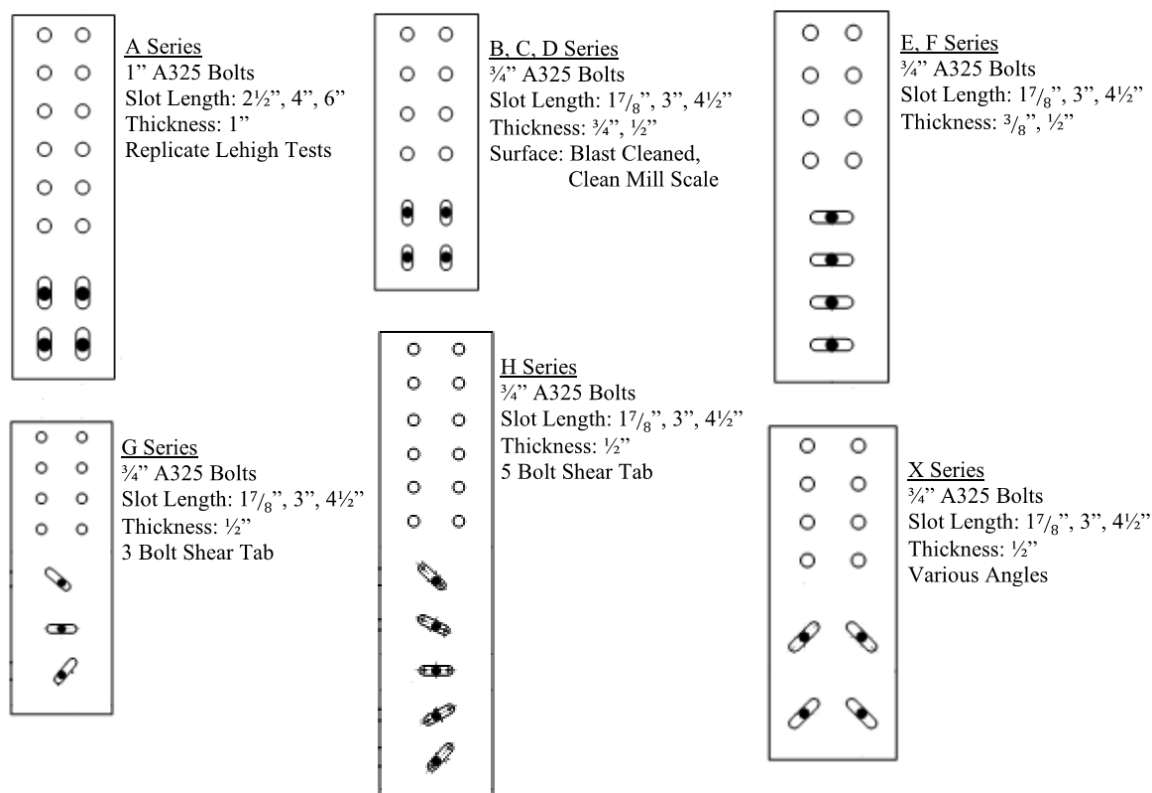 A Series
1” A325 Bolts
Slot Length: 2½”, 4”, 6”
Thickness: 1”
Replicate Lehigh Tests
B, C, D Series
¾” A325 Bolts
Slot Length: 1⁷/₈”, 3”, 4½”
Thickness: ¾”, ½”
Surface: Blast Cleaned,
Clean Mill Scale
E, F Series
¾” A325 Bolts
Slot Length: 1⁷/₈”, 3”, 4½”
Thickness: ³/₈”, ½”
G Series
¾” A325 Bolts
Slot Length: 1⁷/₈”, 3”, 4½”
Thickness: ½”
3 Bolt Shear Tab
H Series
¾” A325 Bolts
Slot Length: 1⁷/₈”, 3”, 4½”
Thickness: ½”
5 Bolt Shear Tab
X Series
¾” A325 Bolts
Slot Length: 1⁷/₈”, 3”, 4½”
Thickness: ½”
Various Angles